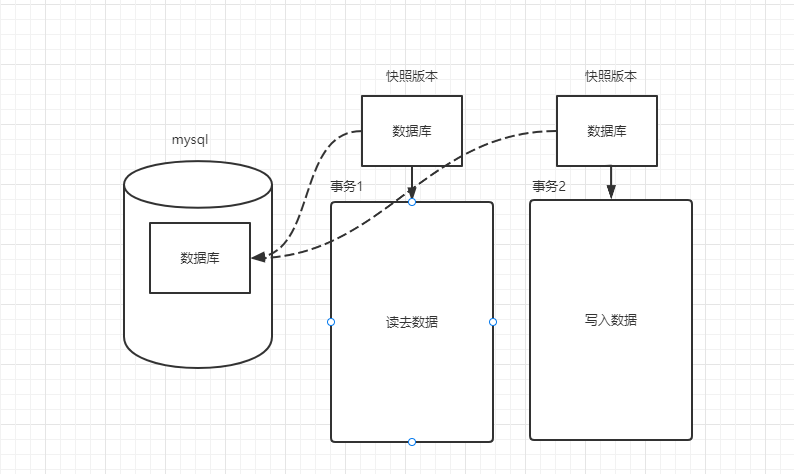 快照版本
快照版本
数据库
数据库
mysql
事务1
事务2
数据库
读去数据
写入数据